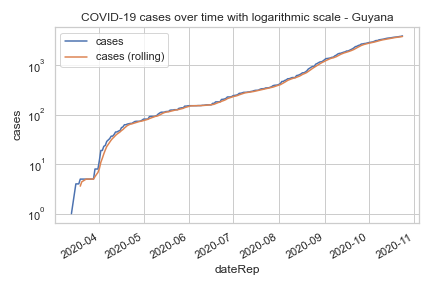 COVID-19 cases over time with logarithmic scale - Guyana
cases
cases (rolling)
10³
10²
10¹
10⁰
cases
2020-04
2020-05
2020-06
2020-07
2020-08
2020-09
2020-10
2020-11
dateRep